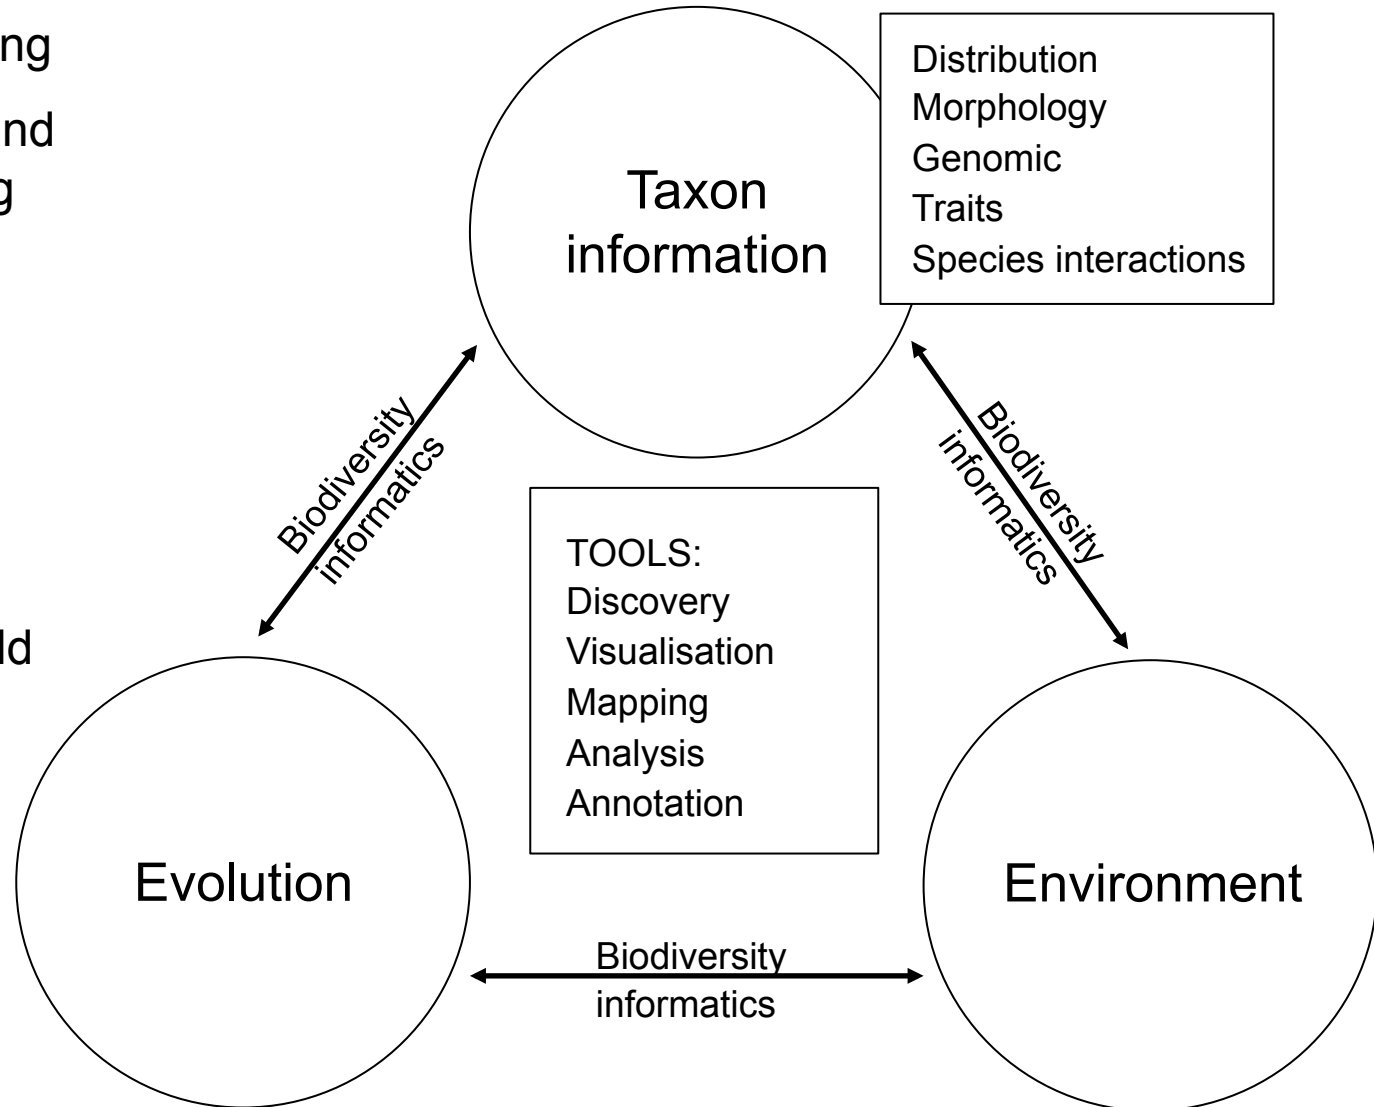 ng
nd
g
ld
Taxon
information
Distribution
Morphology
Genomic
Traits
Species interactions
Biodiversity
informatics
Biodiversity
informatics
TOOLS:
Discovery
Visualisation
Mapping
Analysis
Annotation
Evolution
Environment
Biodiversity
informatics